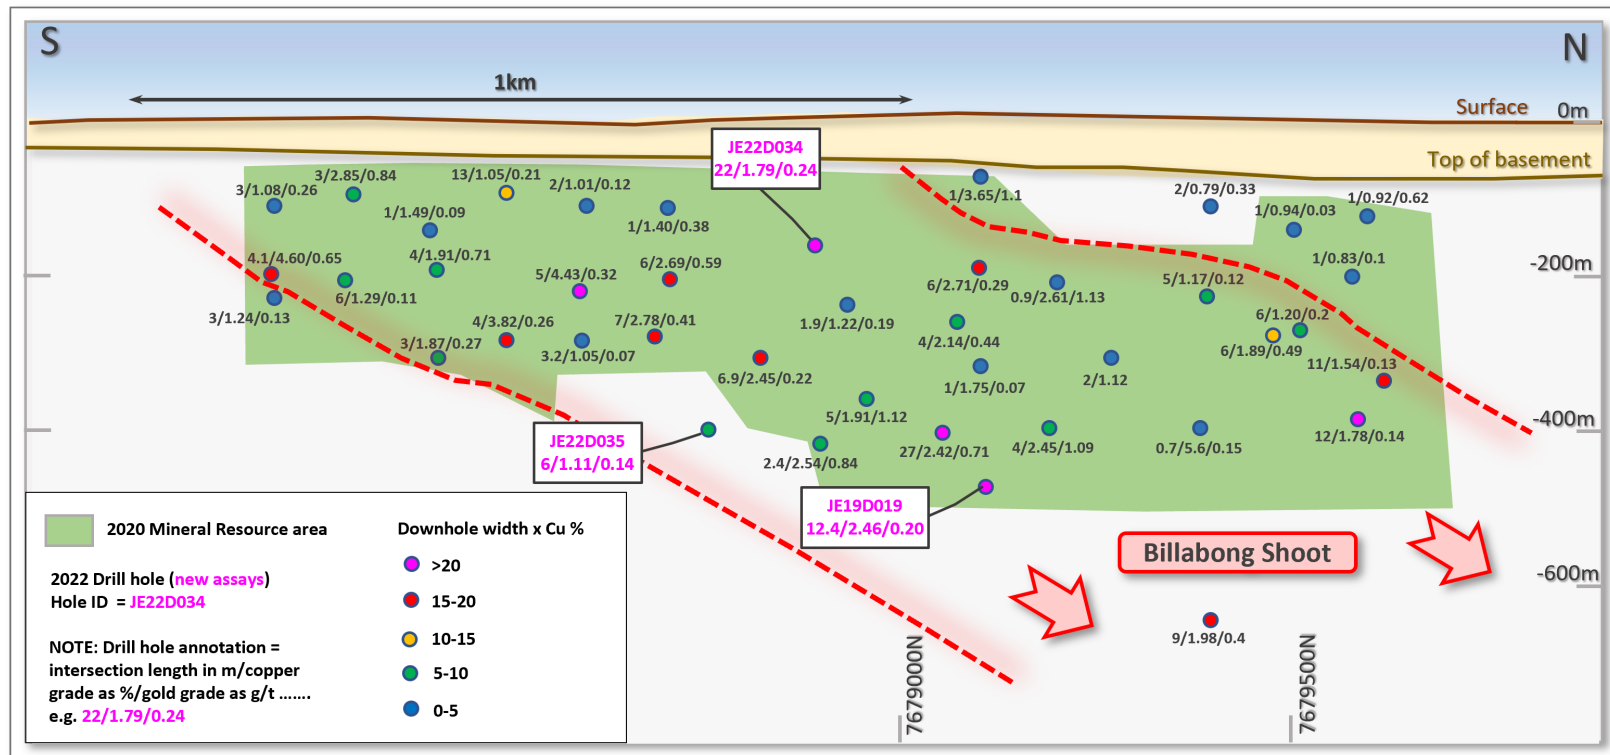 S
N
1km
Surface
0m
Top of basement
JE22D034
22/1.79/0.24
3/1.08/0.26
3/2.85/0.84
13/1.05/0.21
2/1.01/0.12
1/1.49/0.09
1/1.40/0.38
1/3.65/1.1
2/0.79/0.33
1/0.94/0.03
1/0.92/0.62
4.1/4.60/0.65
4/1.91/0.71
5/4.43/0.32
6/2.69/0.59
6/2.71/0.29
0.9/2.61/1.13
5/1.17/0.12
1/0.83/0.1
-200m
6/1.29/0.11
3/1.24/0.13
4/3.82/0.26
7/2.78/0.41
1.9/1.22/0.19
4/2.14/0.44
6/1.20/0.2
6/1.89/0.49
3/1.87/0.27
3.2/1.05/0.07
6.9/2.45/0.22
1/1.75/0.07
2/1.12
11/1.54/0.13
5/1.91/1.12
-400m
JE22D035
6/1.11/0.14
2.4/2.54/0.84
27/2.42/0.71
4/2.45/1.09
0.7/5.6/0.15
12/1.78/0.14
JE19D019
12.4/2.46/0.20
Billabong Shoot
-600m
9/1.98/0.4
7679000N
7679500N
2020 Mineral Resource area
2022 Drill hole (new assays)
Hole ID = JE22D034
NOTE: Drill hole annotation =
intersection length in m/copper
grade as %/gold grade as g/t .......
e.g. 22/1.79/0.24
Downhole width x Cu %
>20
15-20
10-15
5-10
0-5